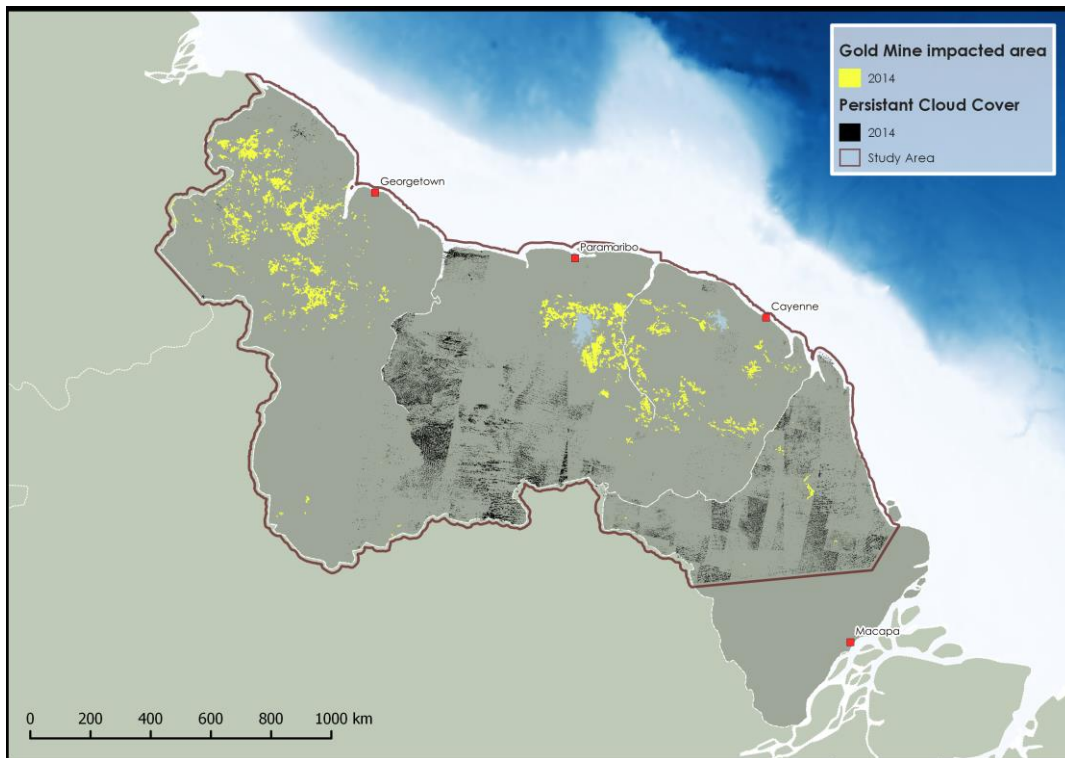 Gold Mine impacted area
2014
Persistant Cloud Cover
2014
Study Area
Georgetown
Paramaribo
Cayenne
Macapa
0 200 400 600 800 1000 km